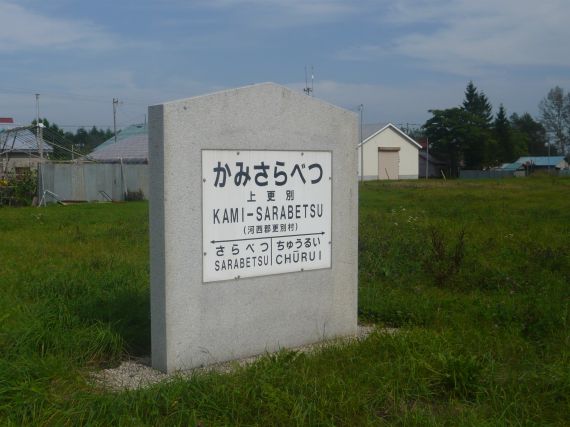 かみさらべつ
上更別
KAMI-SARABETSU
(河西郡更別村)
さらべつ ちゅうるい
SARABETSU CHŪRUI